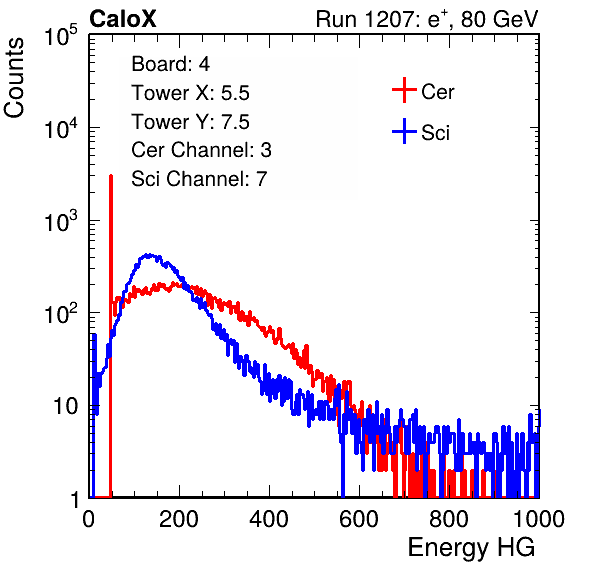 CaloX Run 1207: e⁺, 80 GeV
Counts
Board: 4
Tower X: 5.5
Tower Y: 7.5
Cer Channel: 3
Sci Channel: 7
Cer
Sci
10⁵
10⁴
10³
10²
10
1
0 200 400 600 800 1000
Energy HG